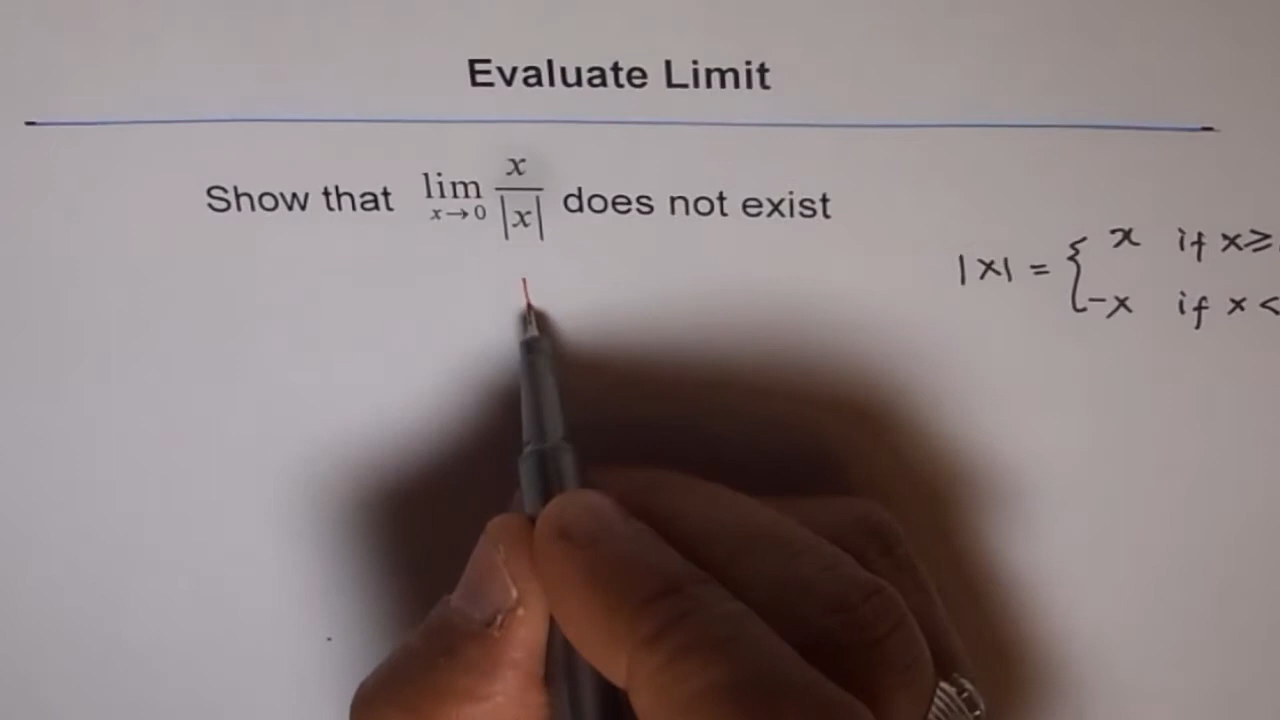 Evaluate Limit
Show that lim x→0 x/|x| does not exist
|x| = { x if x ≥
-x if x <